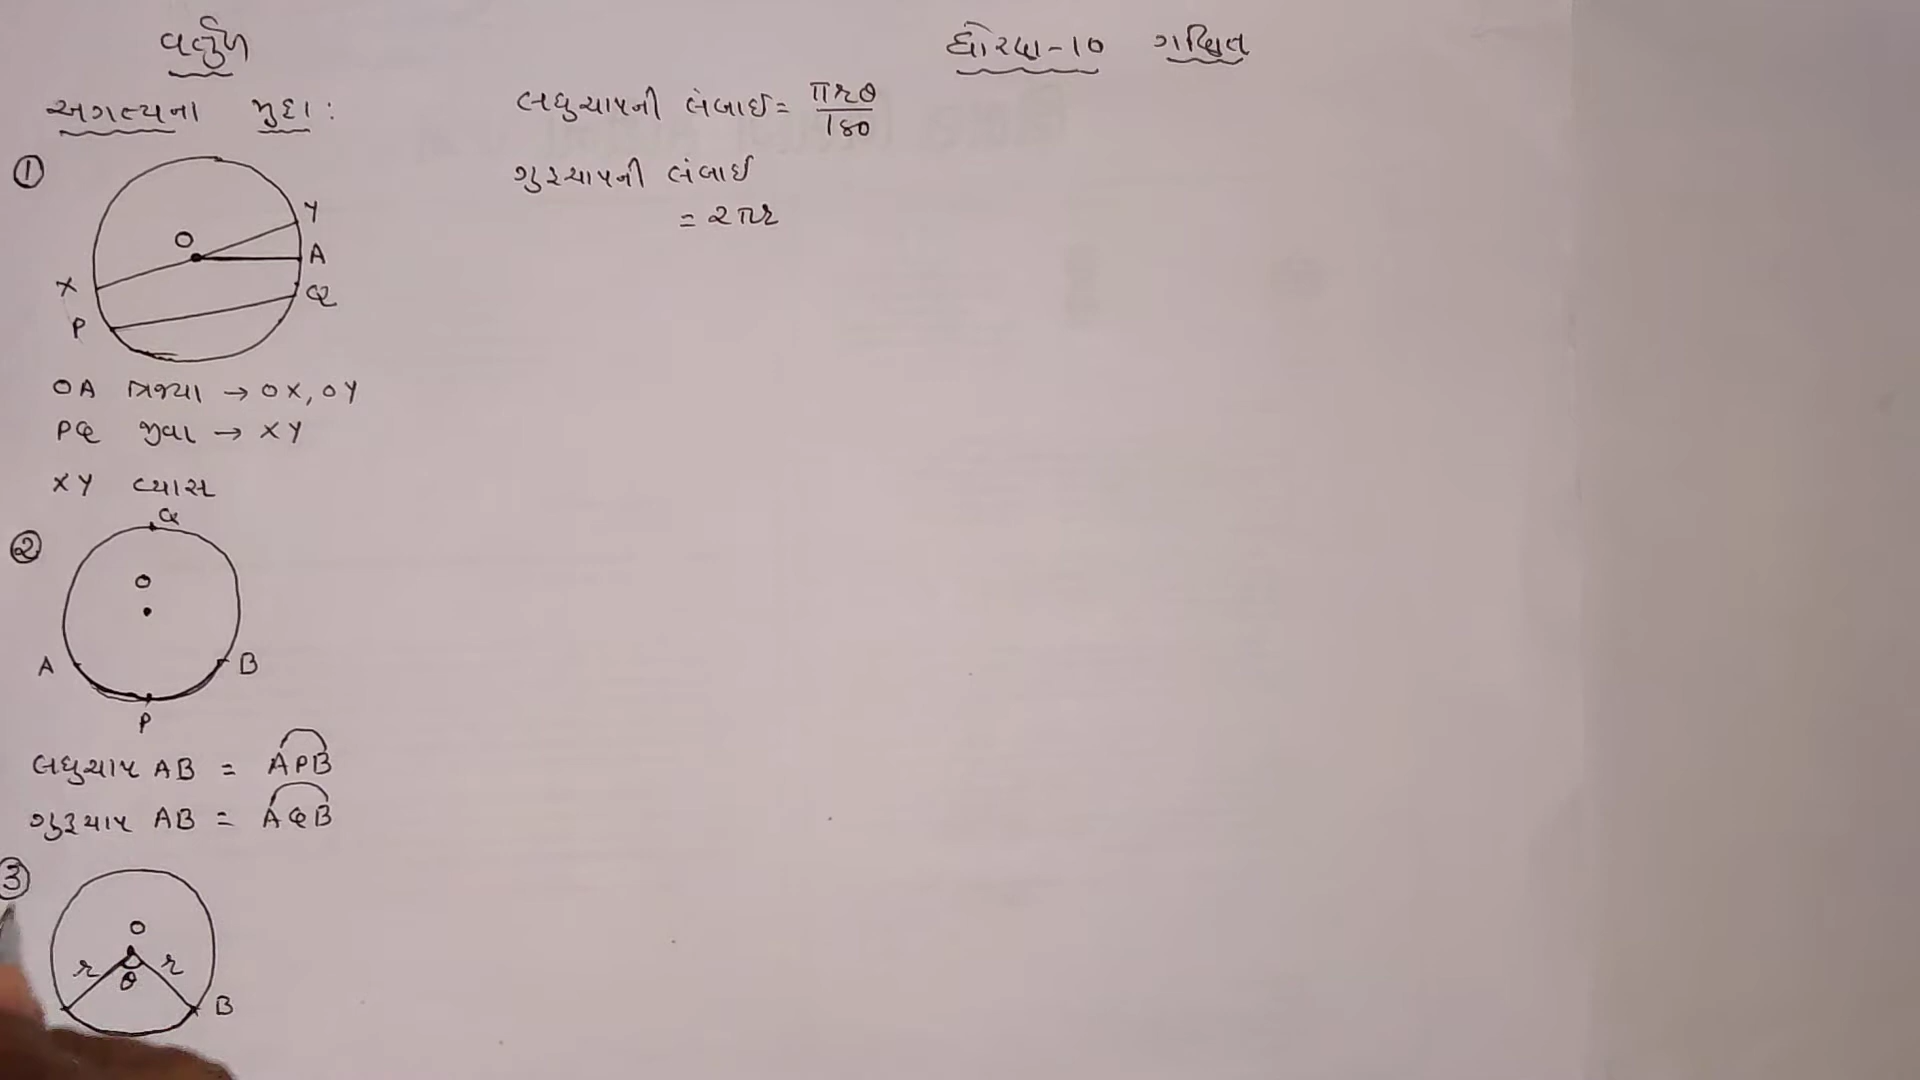 વર્તુળ
ધોરણ-10 ગણિત
અગત્યના મુદ્દા :
①
O
Y
A
X
Q
P
OA ત્રિજ્યા → OX, OY
PQ જીવા → XY
XY વ્યાસ
②
Q
O
A
B
P
લઘુચાપ AB = APB
ગુરૂચાપ AB = AQB
③
O
r r
θ
B
લઘુચાપની લંબાઈ = πrθ/180
ગુરૂચાપની લંબાઈ
= 2πr